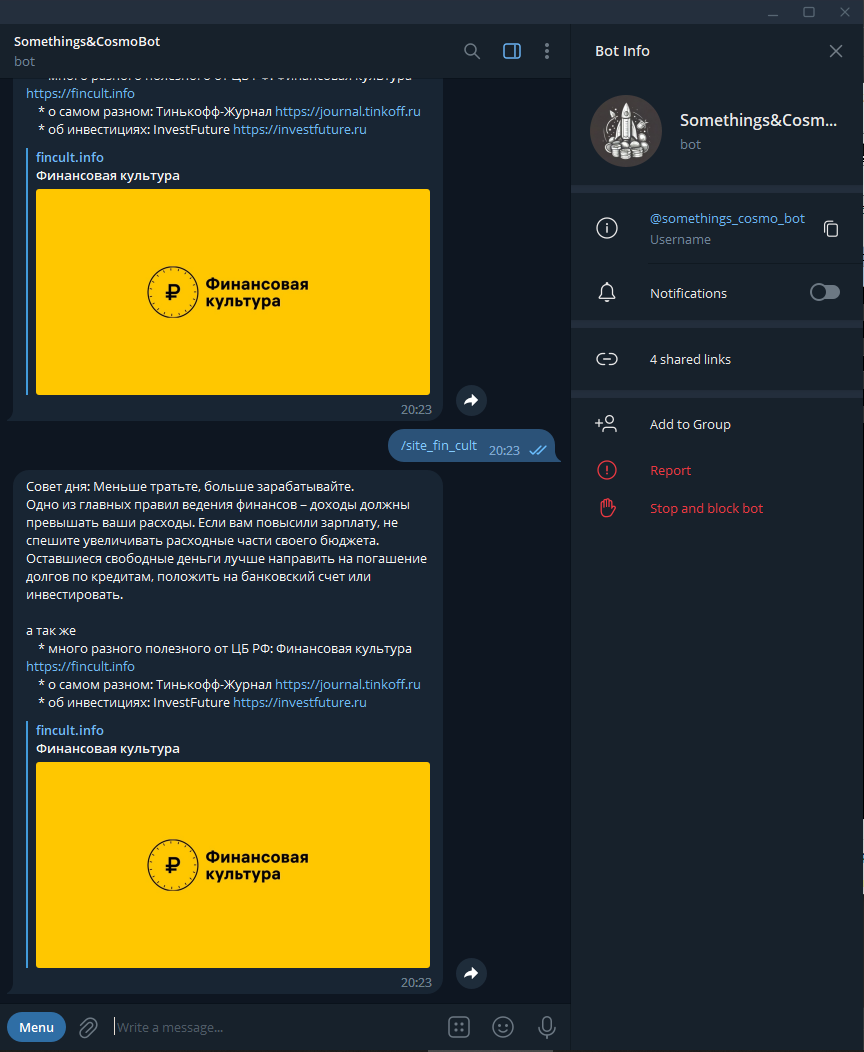 Somethings&CosmoBot
bot
Bot Info
* много разного полезного от ЦБ РФ: Финансовая культура
https://fincult.info
* о самом разном: Тинькофф-Журнал https://journal.tinkoff.ru
* об инвестициях: InvestFuture https://investfuture.ru
fincult.info
Финансовая культура
₽ Финансовая
культура
20:23
/site_fin_cult 20:23
Совет дня: Меньше тратьте, больше зарабатывайте.
Одно из главных правил ведения финансов – доходы должны
превышать ваши расходы. Если вам повысили зарплату, не
спешите увеличивать расходные части своего бюджета.
Оставшиеся свободные деньги лучше направить на погашение
долгов по кредитам, положить на банковский счет или
инвестировать.
а так же
* много разного полезного от ЦБ РФ: Финансовая культура
https://fincult.info
* о самом разном: Тинькофф-Журнал https://journal.tinkoff.ru
* об инвестициях: InvestFuture https://investfuture.ru
fincult.info
Финансовая культура
₽ Финансовая
культура
20:23
Menu
Write a message...
Somethings&Cosm...
bot
@somethings_cosmo_bot
Username
Notifications
4 shared links
Add to Group
Report
Stop and block bot